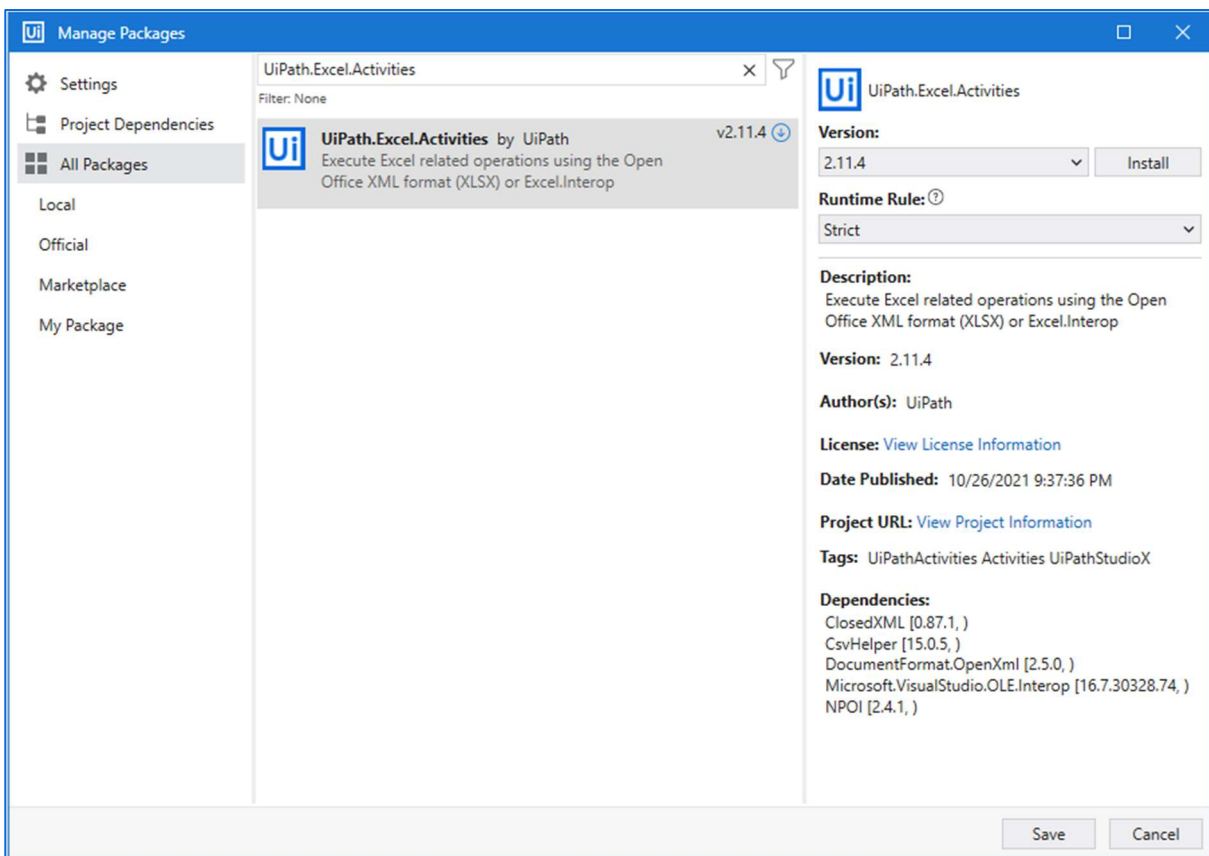 Ui Manage Packages
Settings
Project Dependencies
All Packages
Local
Official
Marketplace
My Package
UiPath.Excel.Activities
Filter: None
Ui
UiPath.Excel.Activities by UiPath v2.11.4
Execute Excel related operations using the Open
Office XML format (XLSX) or Excel.Interop
Ui UiPath.Excel.Activities
Version:
2.11.4 Install
Runtime Rule: ?
Strict
Description:
Execute Excel related operations using the Open
Office XML format (XLSX) or Excel.Interop
Version: 2.11.4
Author(s): UiPath
License: View License Information
Date Published: 10/26/2021 9:37:36 PM
Project URL: View Project Information
Tags: UiPathActivities Activities UiPathStudioX
Dependencies:
ClosedXML [0.87.1, )
CsvHelper [15.0.5, )
DocumentFormat.OpenXml [2.5.0, )
Microsoft.VisualStudio.OLE.Interop [16.7.30328.74, )
NPOI [2.4.1, )
Save Cancel